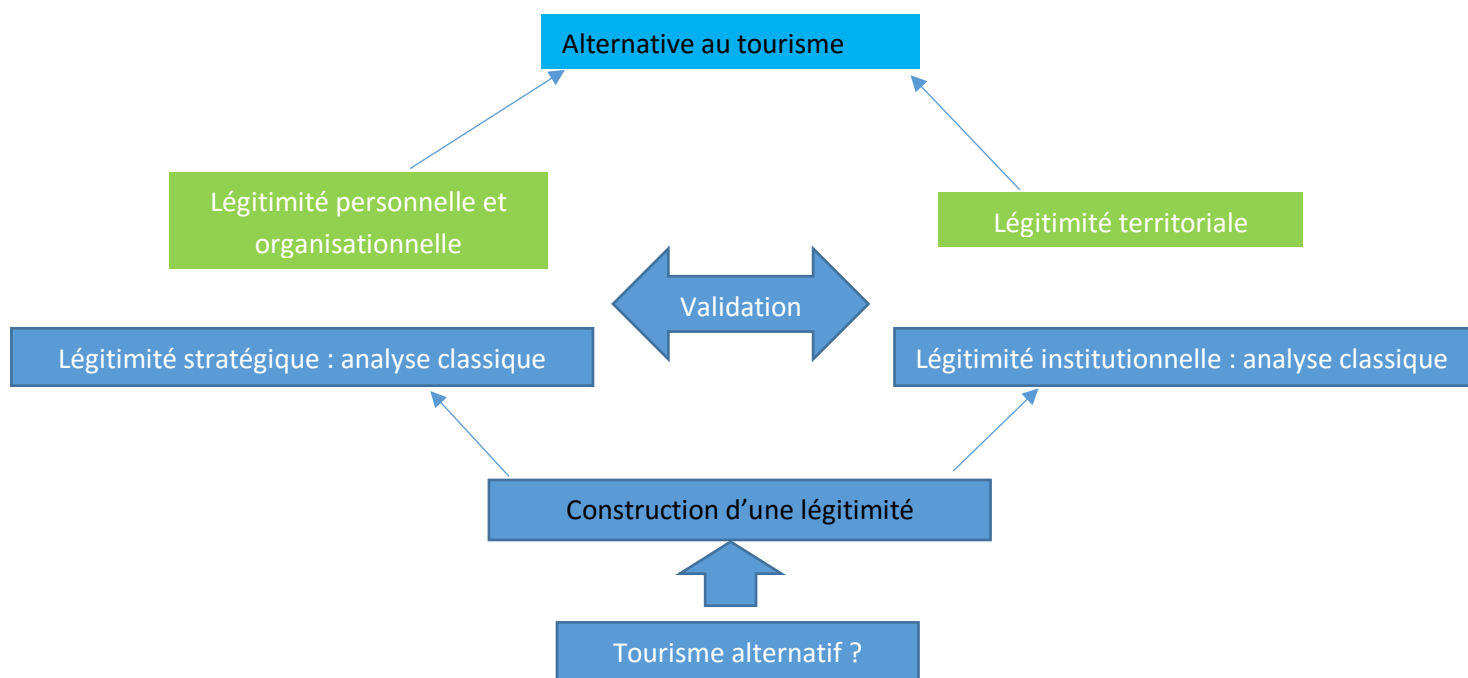 Alternative au tourisme
Légitimité personnelle et
organisationnelle
Légitimité territoriale
Validation
Légitimité stratégique : analyse classique
Légitimité institutionnelle : analyse classique
Construction d’une légitimité
Tourisme alternatif ?